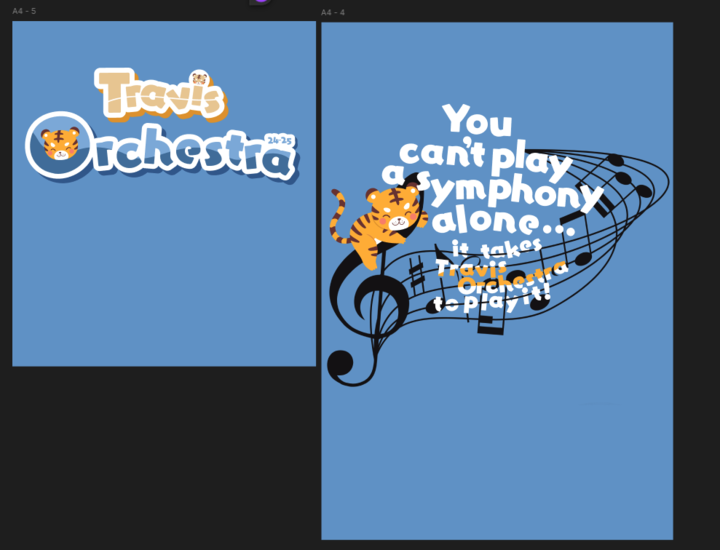 A4 - 5
Travis
Orchestra
24-25
A4 - 4
You
can't play
a symphony
alone...
it takes
Travis
Orchestra
to play it!